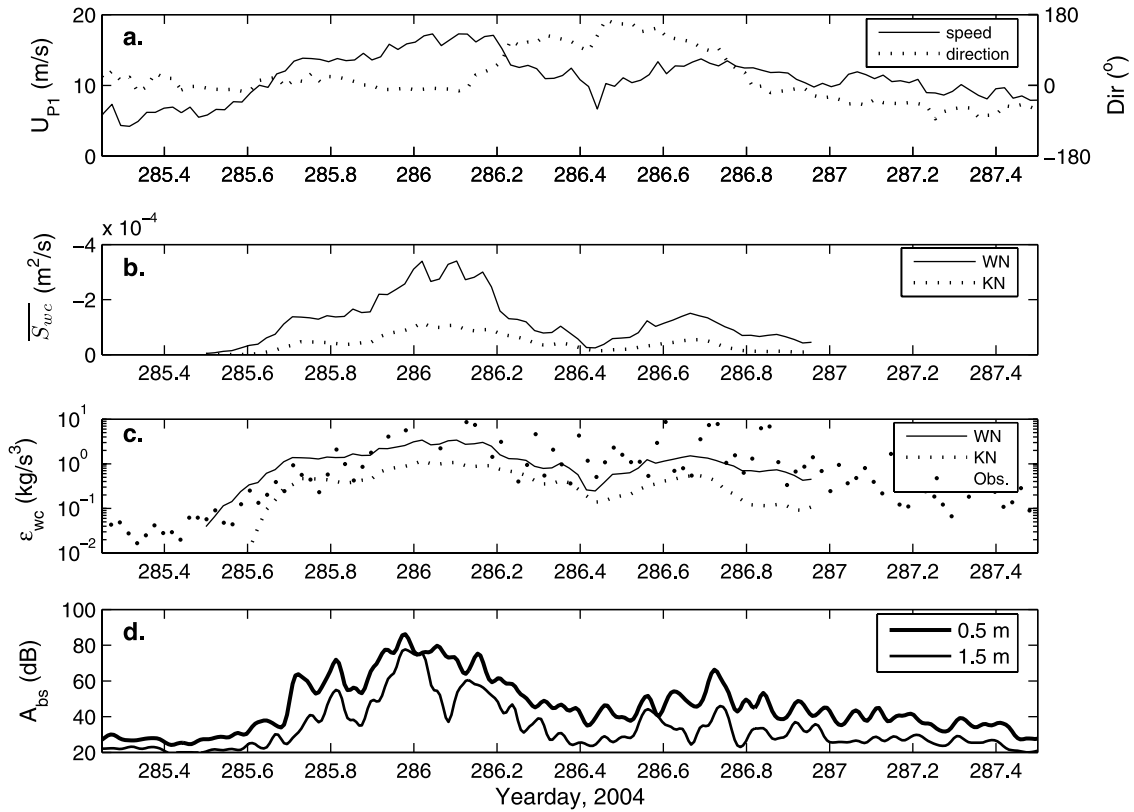 a.
20
10
0
U_P1 (m/s)
speed
direction
180
0
−180
Dir (°)
285.4 285.6 285.8 286 286.2 286.4 286.6 286.8 287 287.2 287.4
x 10^−4
b.
−4
−2
0
S_wc (m^2/s)
WN
KN
285.4 285.6 285.8 286 286.2 286.4 286.6 286.8 287 287.2 287.4
c.
10^1
10^0
10^−1
10^−2
ε_wc (kg/s^3)
WN
KN
Obs.
285.4 285.6 285.8 286 286.2 286.4 286.6 286.8 287 287.2 287.4
d.
100
80
60
40
20
A_bs (dB)
0.5 m
1.5 m
285.4 285.6 285.8 286 286.2 286.4 286.6 286.8 287 287.2 287.4
Yearday, 2004